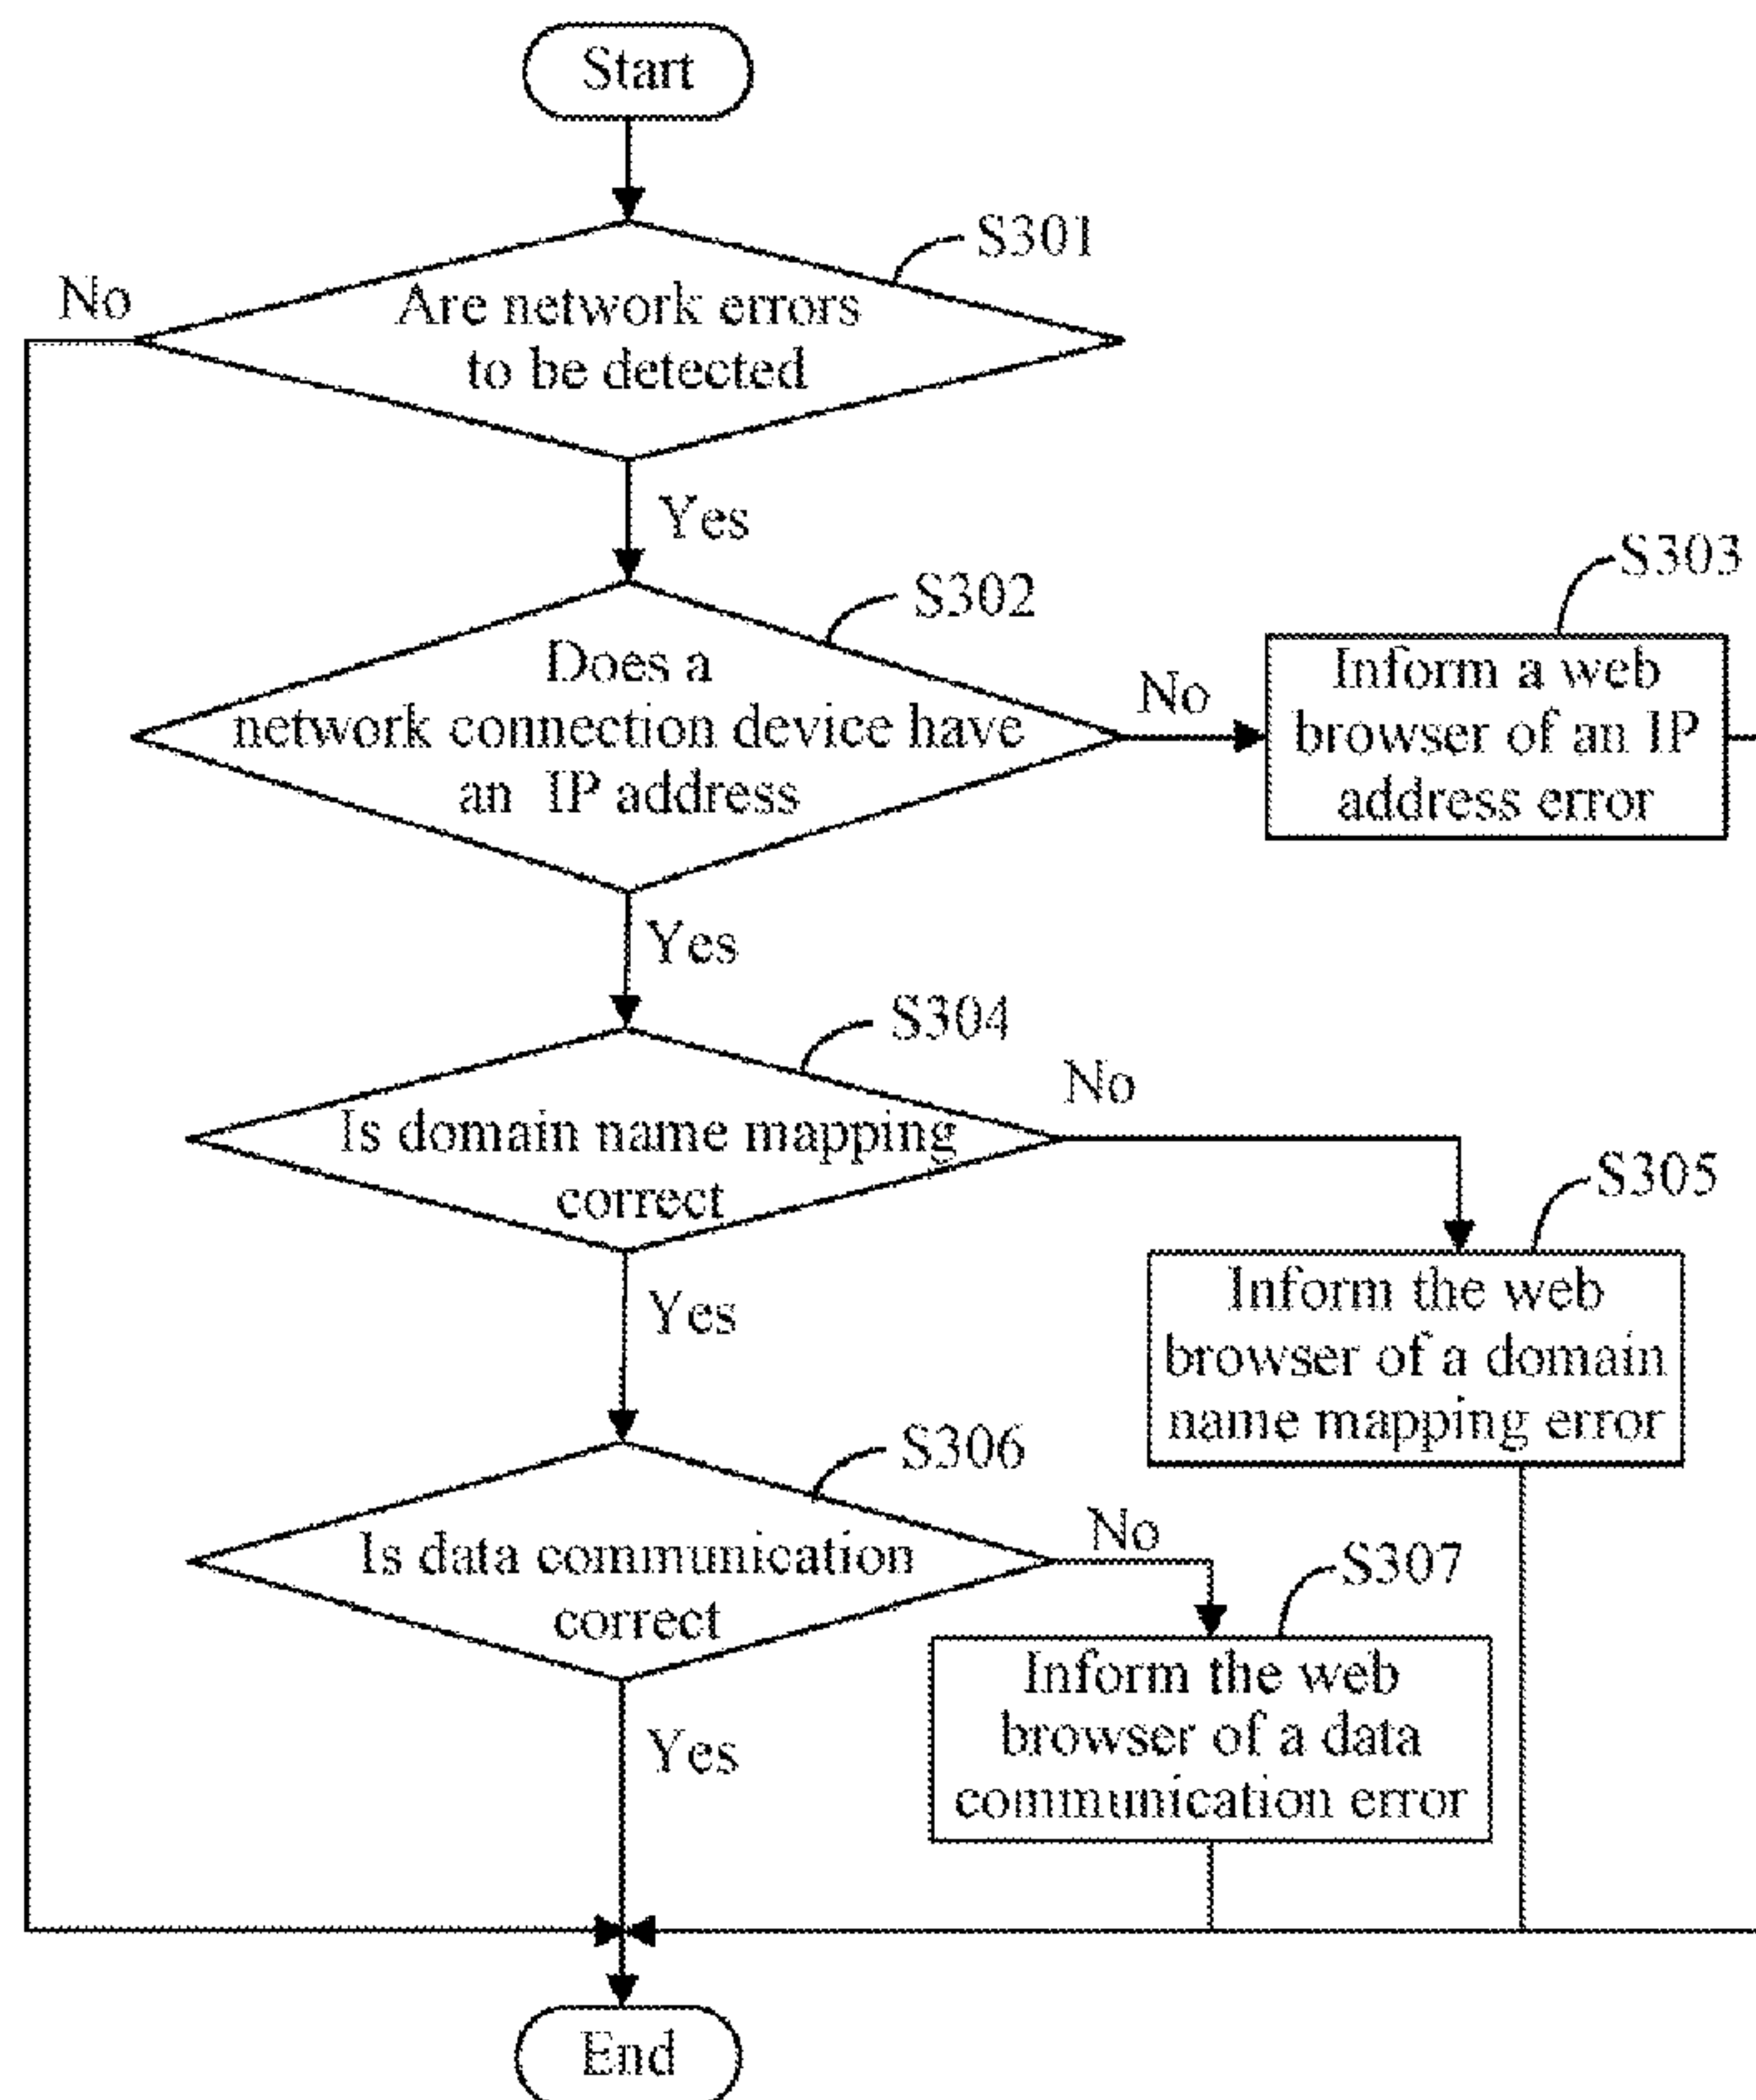 Start
S301
No
Are network errors
to be detected
Yes
S302
S303
Does a
network connection device have
an IP address
No
Inform a web
browser of an IP
address error
Yes
S304
No
Is domain name mapping
correct
S305
Inform the web
browser of a domain
name mapping error
Yes
S306
No
Is data communication
correct
S307
Inform the web
browser of a data
communication error
Yes
End